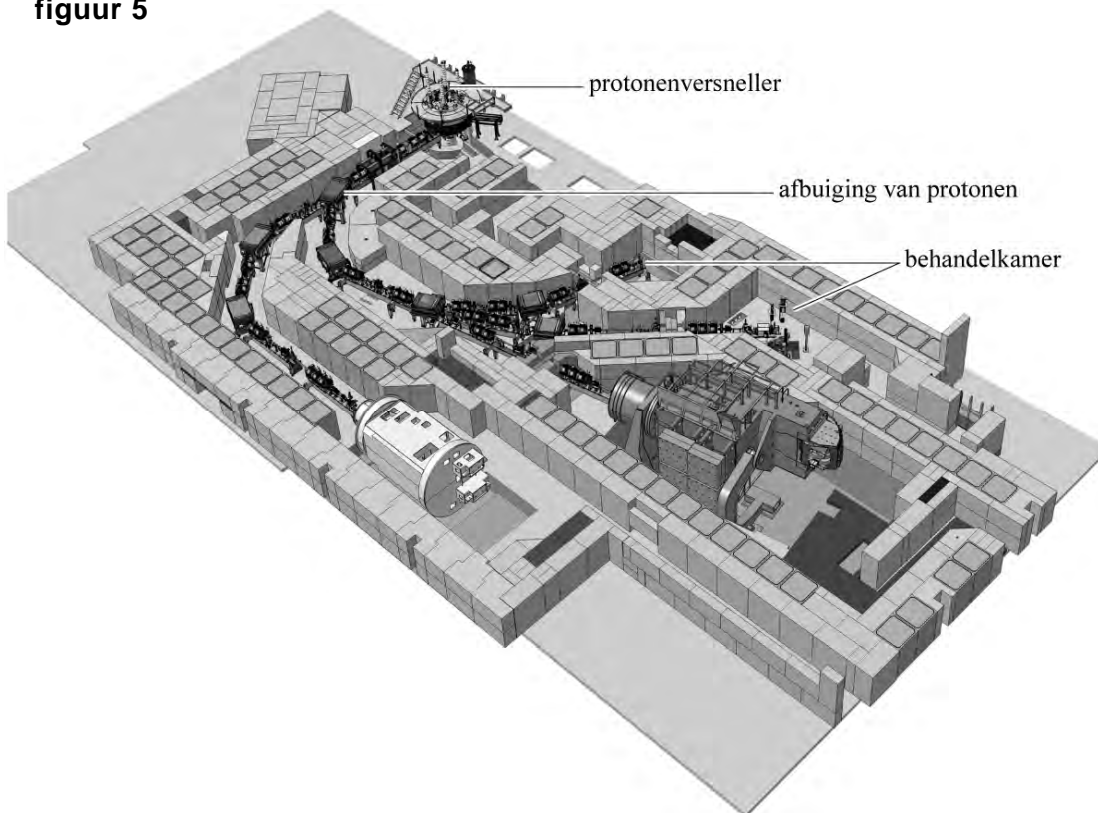 figuur 5
protonenversneller
afbuiging van protonen
behandelkamer